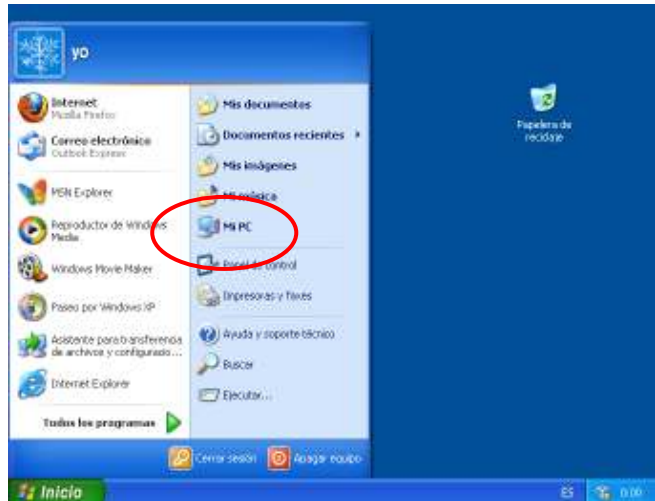 yo
Internet
Mozilla Firefox
Correo electrónico
Outlook Express
MSN Explorer
Reproductor de Windows
Media
Windows Movie Maker
Paseo por Windows XP
Asistente para transferencia
de archivos y configuracio...
Internet Explorer
Todos los programas
Mis documentos
Documentos recientes
Mis imágenes
Mi música
Mi PC
Panel de control
Impresoras y faxes
Ayuda y soporte técnico
Buscar
Ejecutar...
Cerrar sesión
Apagar equipo
Papelera de
reciclaje
Inicio
ES
0:00